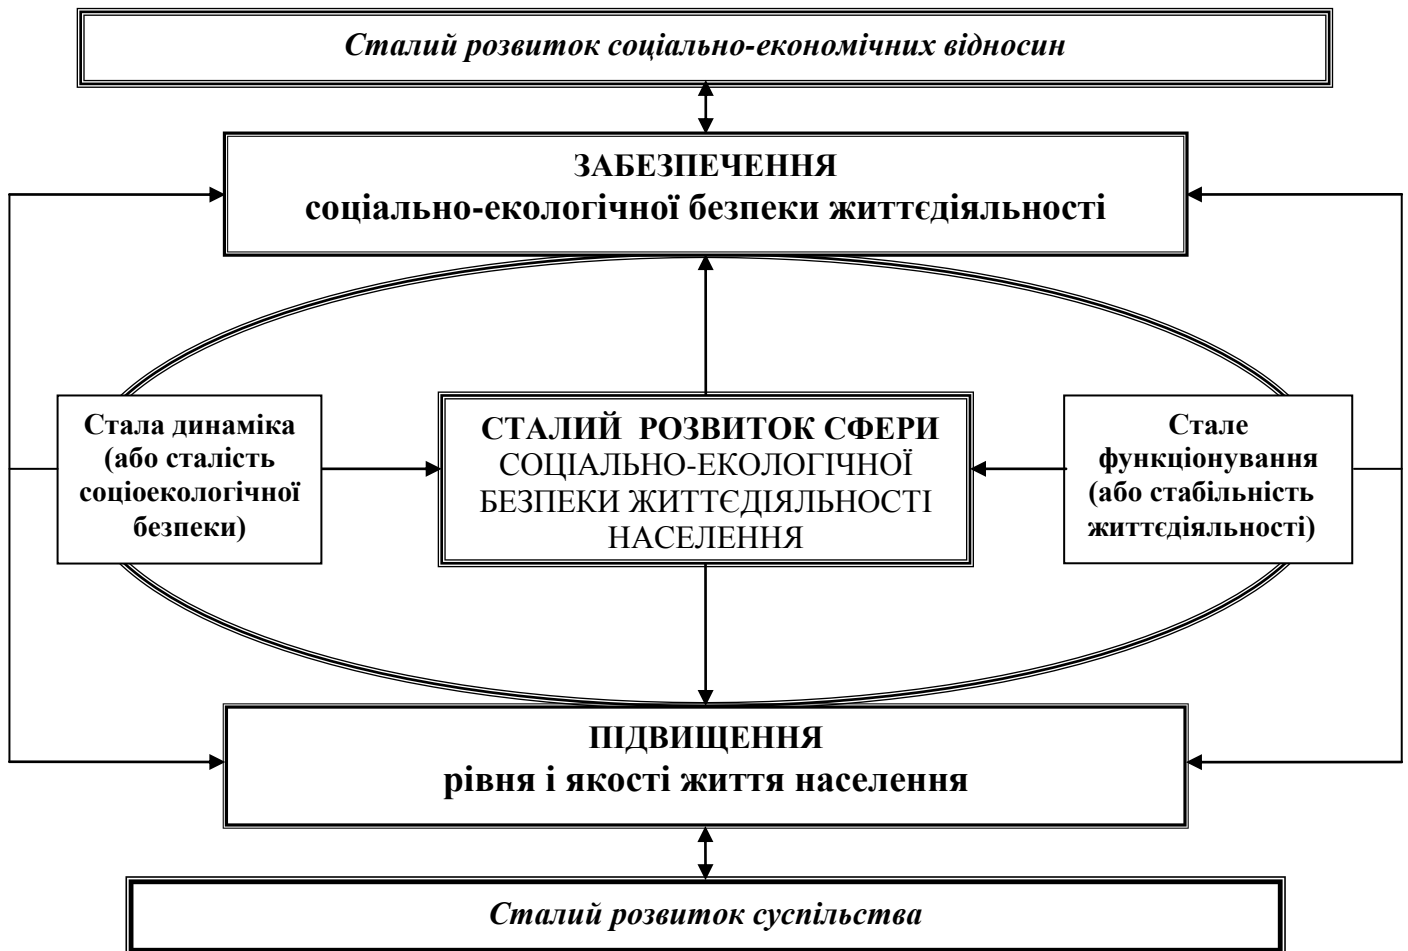 Сталий розвиток соціально-економічних відносин
ЗАБЕЗПЕЧЕННЯ
соціально-екологічної безпеки життєдіяльності
Стала динаміка
(або сталість
соціоекологічної
безпеки)
СТАЛИЙ РОЗВИТОК СФЕРИ
СОЦІАЛЬНО-ЕКОЛОГІЧНОЇ
БЕЗПЕКИ ЖИТТЄДІЯЛЬНОСТІ
НАСЕЛЕННЯ
Стале
функціонування
(або стабільність
життєдіяльності)
ПІДВИЩЕННЯ
рівня і якості життя населення
Сталий розвиток суспільства